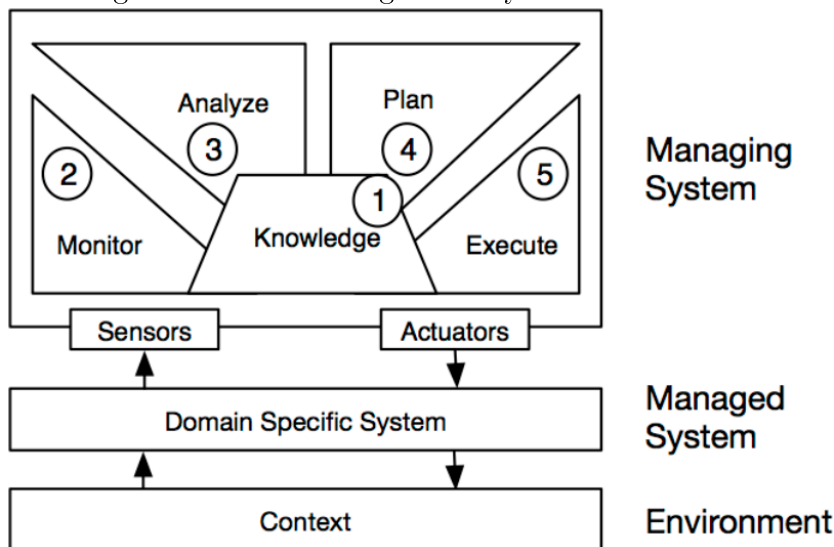 Analyze
Plan
3
4
2
5
1
Monitor
Knowledge
Execute
Managing
System
Sensors
Actuators
Domain Specific System
Managed
System
Context
Environment